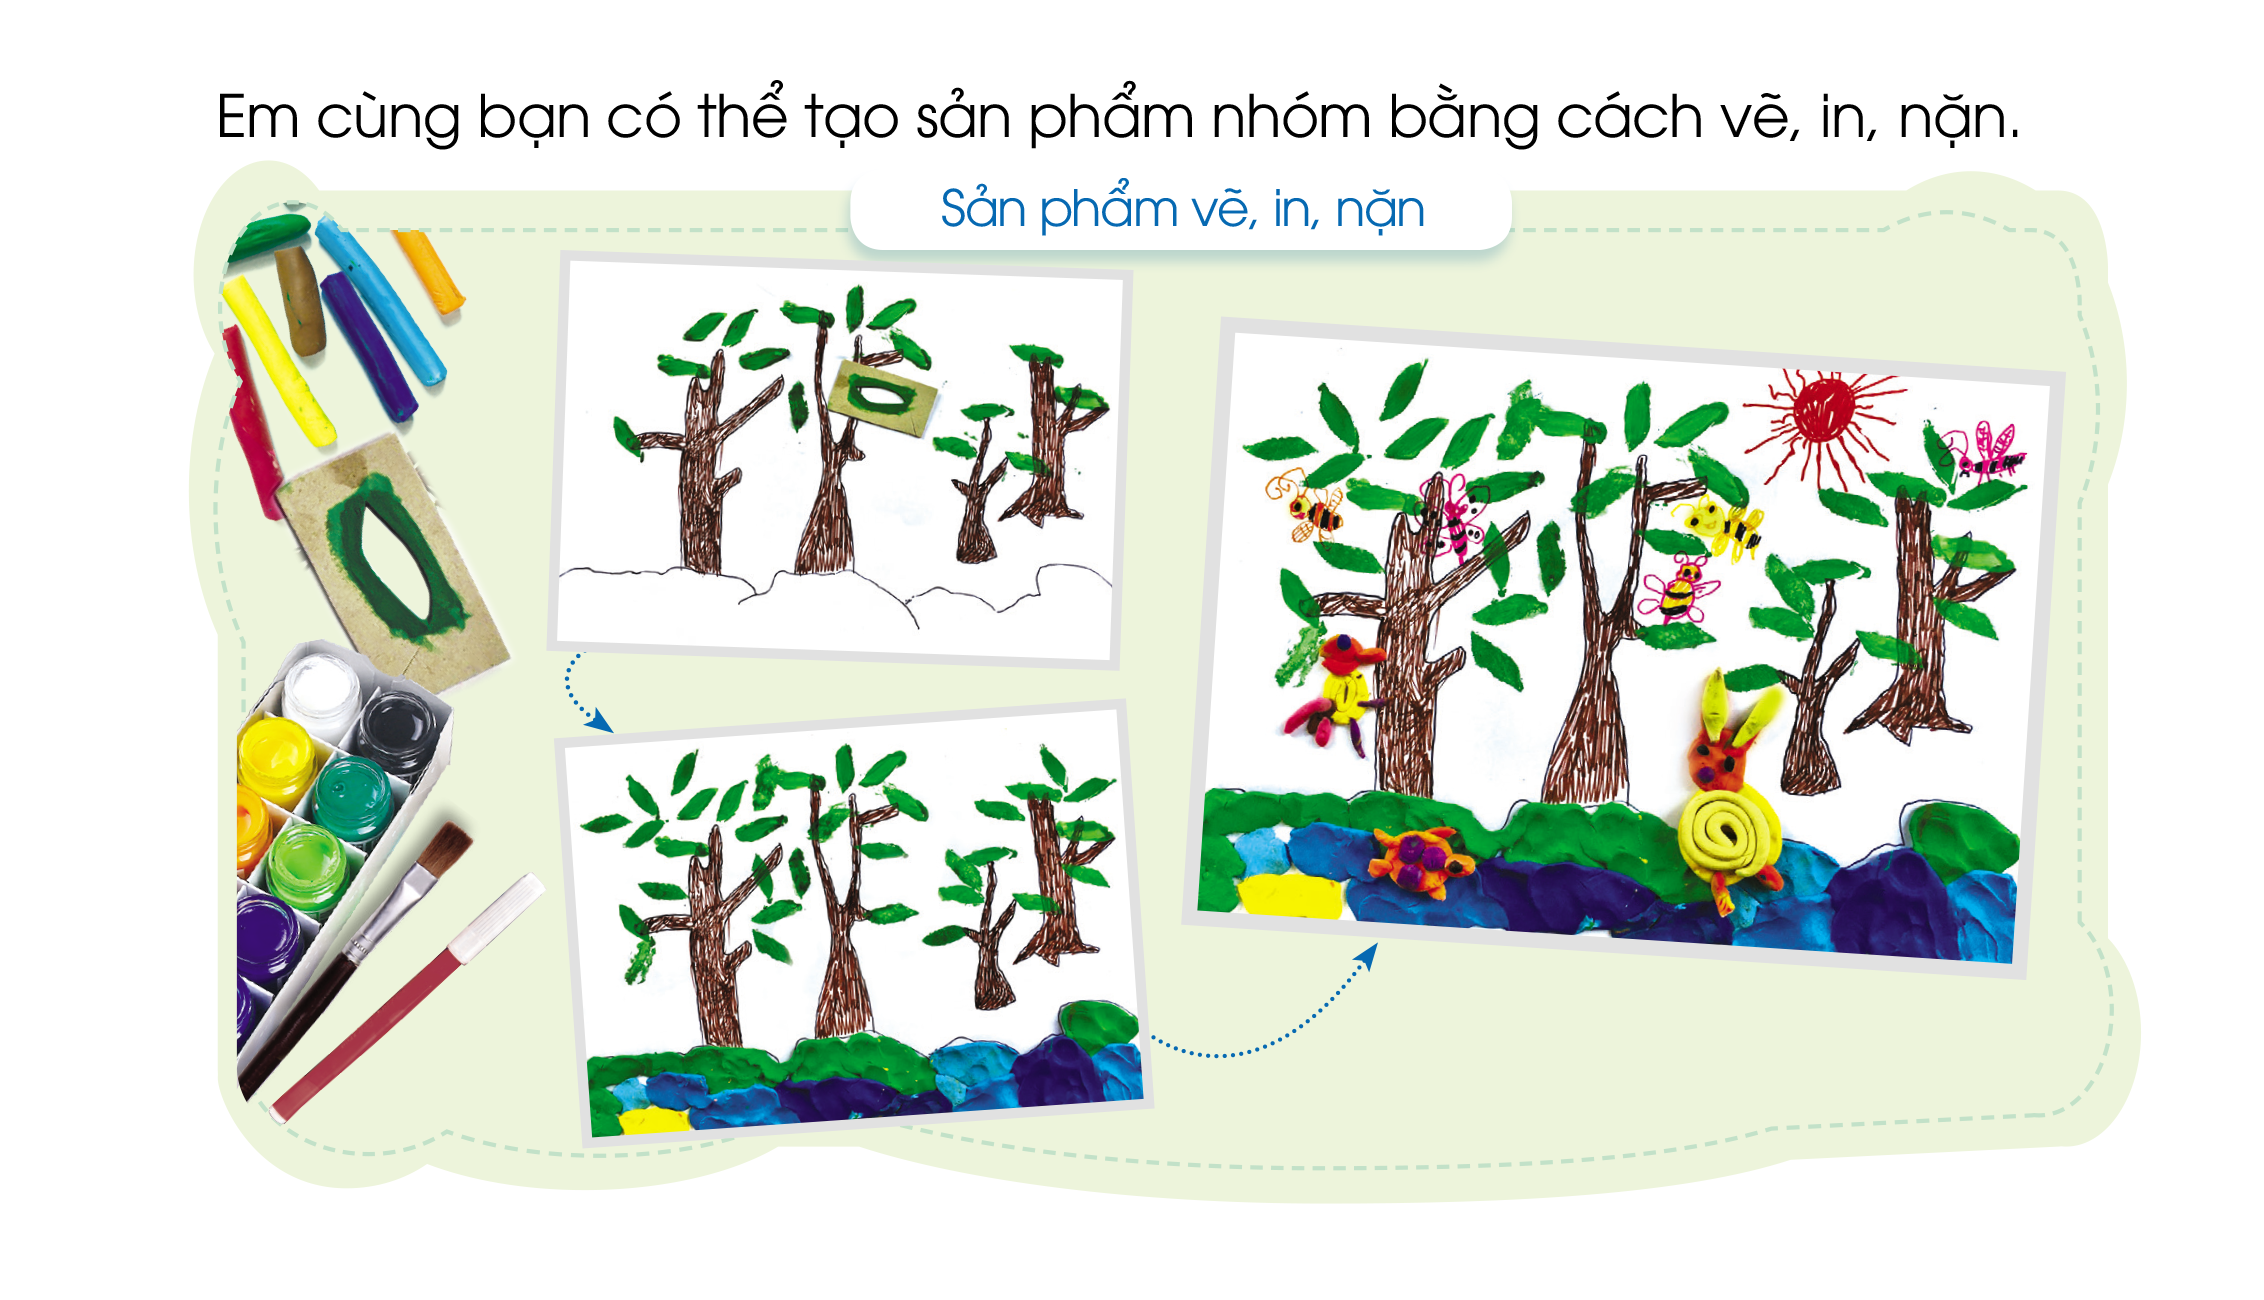 Em cùng bạn có thể tạo sản phẩm nhóm bằng cách vẽ, in, nặn.
Sản phẩm vẽ, in, nặn